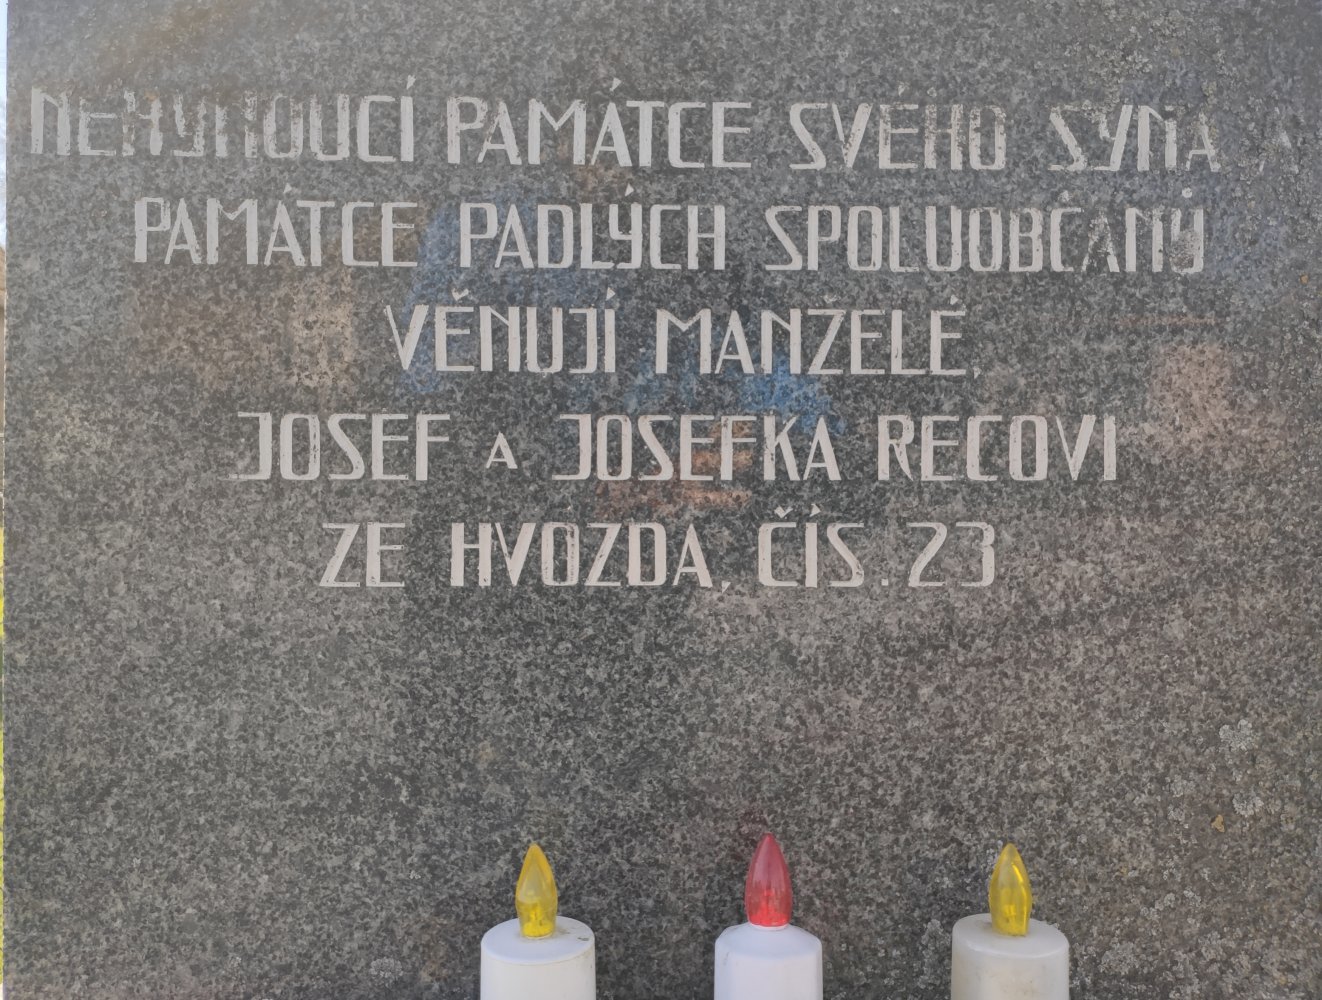 NEHYNOUCÍ PAMÁTCE SVÉHO SYNA
PAMÁTCE PADLÝCH SPOLUOBČANŮ
VĚNUJÍ MANŽELÉ,
JOSEF A JOSEFKA RECOVI
ZE HVOZDA, ČÍS. 23